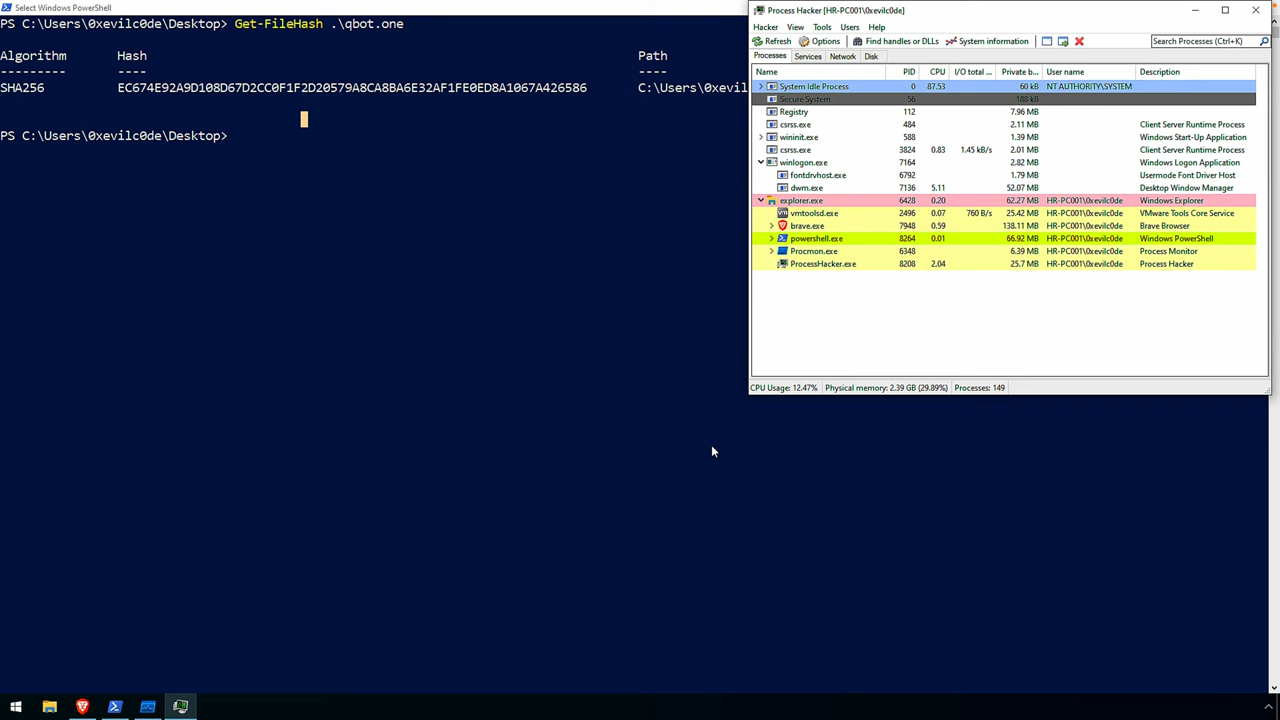 Select Windows PowerShell
PS C:\Users\0xevilc0de\Desktop> Get-FileHash .\qbot.one
Algorithm Hash Path
--------- ---- ----
SHA256 EC674E92A9D108D67D2CC0F1F2D20579A8CA8BA6E32AF1FE0ED8A1067A426586 C:\Users\0xevil
PS C:\Users\0xevilc0de\Desktop>
Process Hacker [HR-PC001\0xevilc0de]
Hacker View Tools Users Help
Refresh Options Find handles or DLLs System information Search Processes (Ctrl+K)
Processes Services Network Disk
Name PID CPU I/O total ... Private b... User name Description
System Idle Process 0 87.53 60 kB NT AUTHORITY\SYSTEM
Secure System 56 188 kB
Registry 112 7.96 MB
csrss.exe 484 2.11 MB Client Server Runtime Process
wininit.exe 588 1.39 MB Windows Start-Up Application
csrss.exe 3824 0.83 1.45 kB/s 2.01 MB Client Server Runtime Process
winlogon.exe 7164 2.82 MB Windows Logon Application
fontdrvhost.exe 6792 1.79 MB Usermode Font Driver Host
dwm.exe 7136 5.11 52.07 MB Desktop Window Manager
explorer.exe 6428 0.20 62.27 MB HR-PC001\0xevilc0de Windows Explorer
vmtoolsd.exe 2496 0.07 760 B/s 25.42 MB HR-PC001\0xevilc0de VMware Tools Core Service
brave.exe 7948 0.59 138.11 MB HR-PC001\0xevilc0de Brave Browser
powershell.exe 8264 0.01 66.92 MB HR-PC001\0xevilc0de Windows PowerShell
Procmon.exe 6348 6.39 MB HR-PC001\0xevilc0de Process Monitor
ProcessHacker.exe 8208 2.04 25.7 MB HR-PC001\0xevilc0de Process Hacker
CPU Usage: 12.47% Physical memory: 2.39 GB (29.89%) Processes: 149